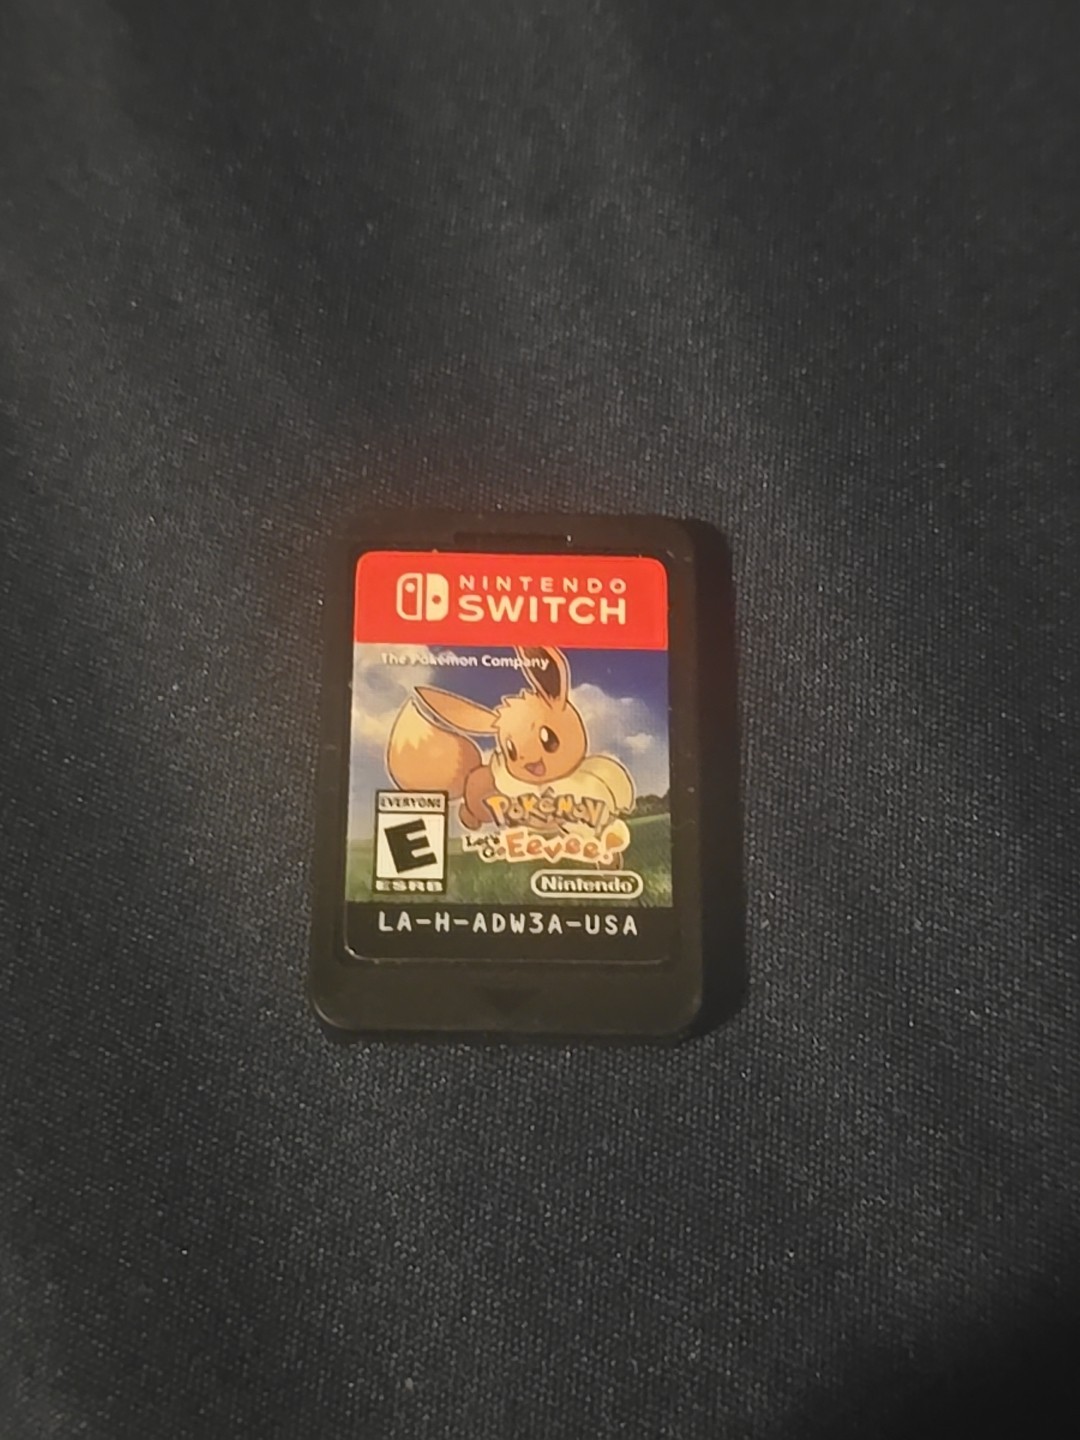 NINTENDO
SWITCH
The Pokémon Company
EVERYONE
E
ESRB
POKéMON
Let's
Go Eevee!
Nintendo
LA-H-ADW3A-USA